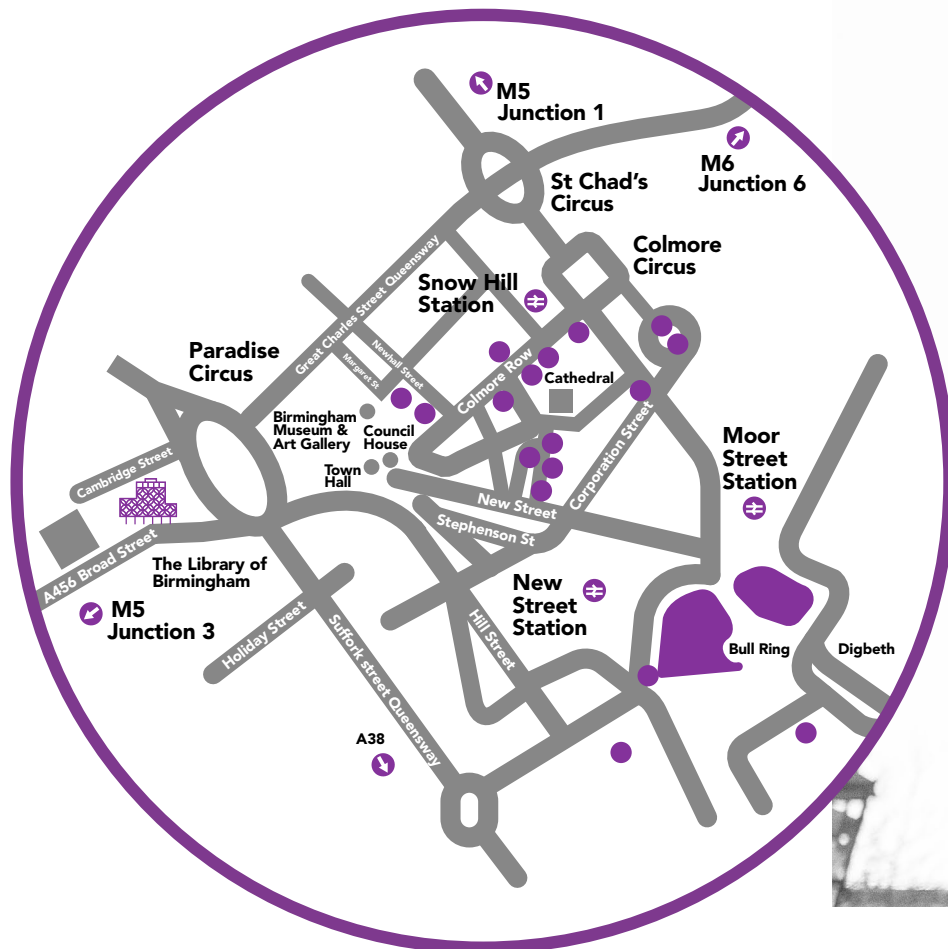 M5
Junction 1
M6
Junction 6
St Chad's
Circus
Colmore
Circus
Snow Hill
Station
Great Charles Street Queensway
Paradise
Circus
Newhall Street
Margaret St
Colmore Row
Cathedral
Birmingham
Museum &
Art Gallery
Council
House
Town
Hall
Corporation Street
Moor
Street
Station
Cambridge Street
New Street
Stephenson St
A456 Broad Street
The Library of
Birmingham
M5
Junction 3
New
Street
Station
Holiday Street
Suffork street Queensway
Hill Street
Bull Ring
Digbeth
A38